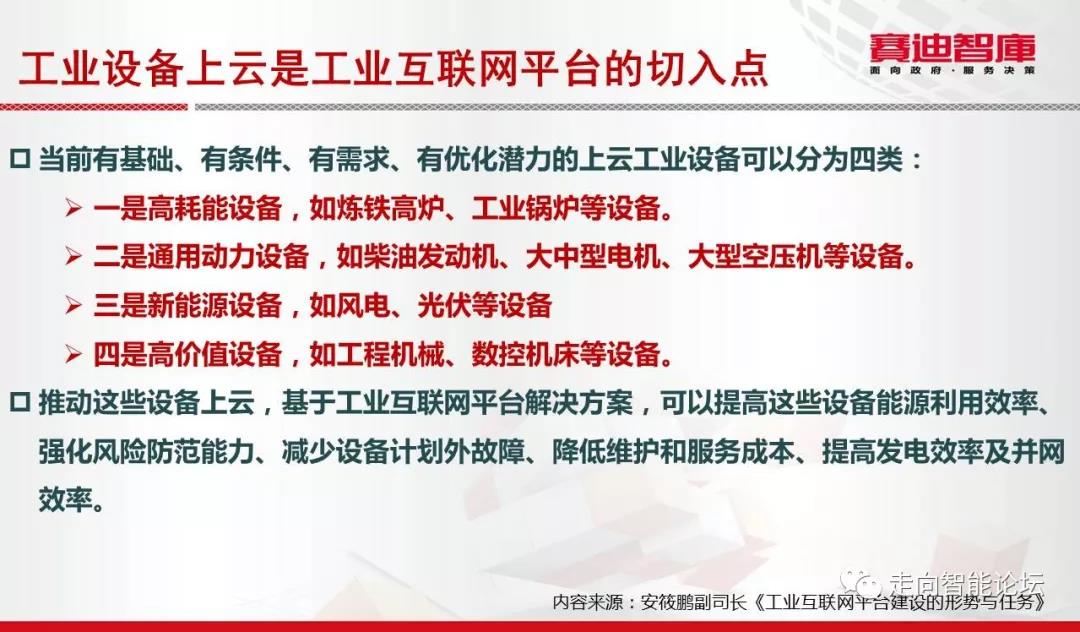 工业设备上云是工业互联网平台的切入点
赛迪智庫
面向政府·服务决策
当前有基础、有条件、有需求、有优化潜力的上云工业设备可以分为四类：
一是高耗能设备，如炼铁高炉、工业锅炉等设备。
二是通用动力设备，如柴油发动机、大中型电机、大型空压机等设备。
三是新能源设备，如风电、光伏等设备
四是高价值设备，如工程机械、数控机床等设备。
推动这些设备上云，基于工业互联网平台解决方案，可以提高这些设备能源利用效率、
强化风险防范能力、减少设备计划外故障、降低维护和服务成本、提高发电效率及并网
效率。
走向智能论坛
内容来源：安筱鹏副司长《工业互联网平台建设的形势与任务》